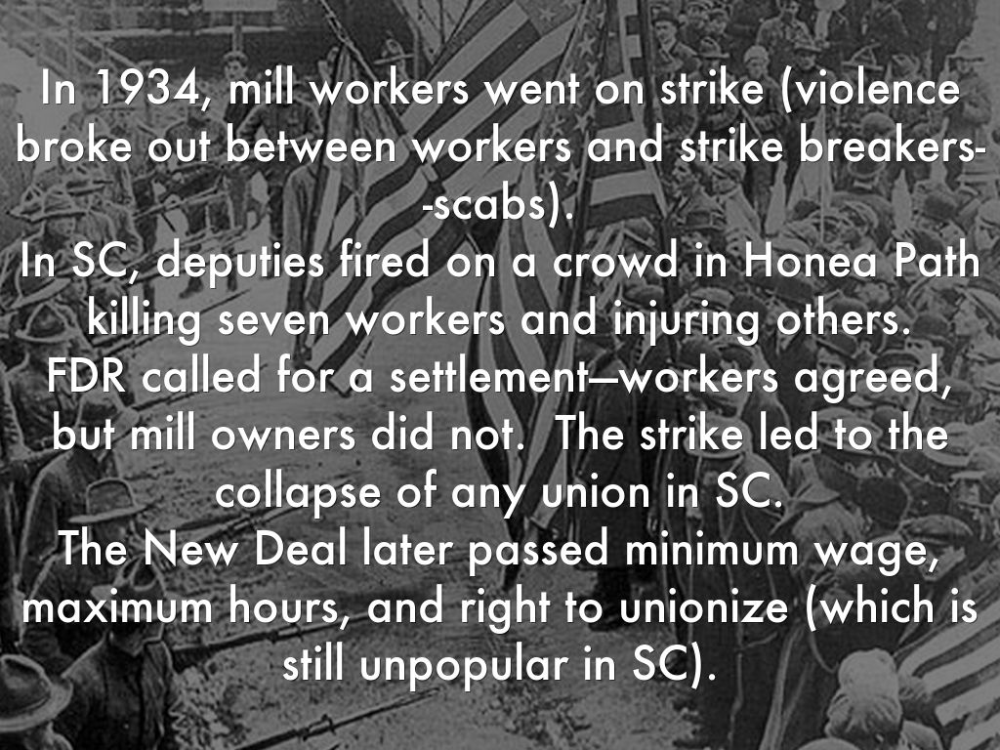 In 1934, mill workers went on strike (violence
broke out between workers and strike breakers-
-scabs).
In SC, deputies fired on a crowd in Honea Path
killing seven workers and injuring others.
FDR called for a settlement—workers agreed,
but mill owners did not.  The strike led to the
collapse of any union in SC.
The New Deal later passed minimum wage,
maximum hours, and right to unionize (which is
still unpopular in SC).